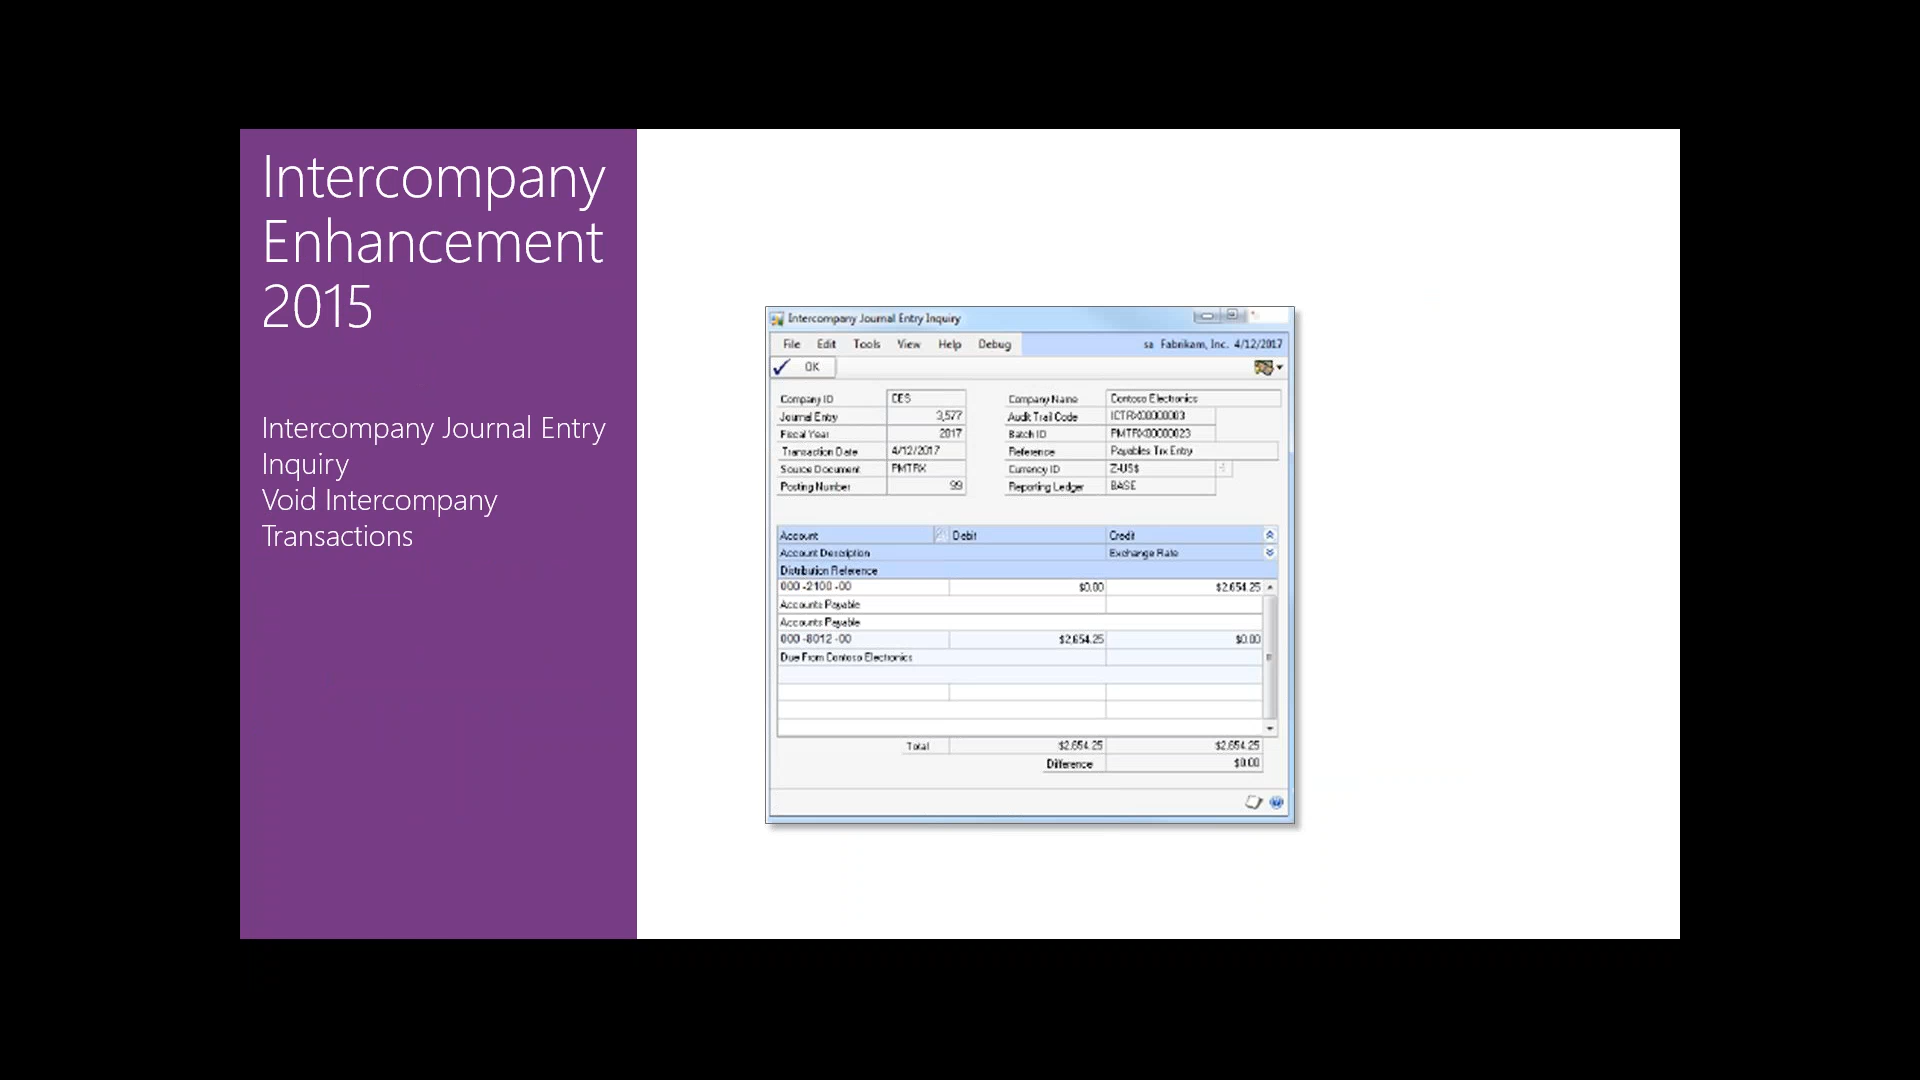 Intercompany
Enhancement
2015
Intercompany Journal Entry
Inquiry
Void Intercompany
Transactions
Intercompany Journal Entry Inquiry
File Edit Tools View Help Debug sa Fabrikam, Inc. 4/12/2017
OK
Company ID CES Company Name Contoso Electronics
Journal Entry 3,577 Audit Trail Code ICTRX00000003
Fiscal Year 2017 Batch ID PMTRX00000023
Transaction Date 4/12/2017 Reference Payables Trx Entry
Source Document PMTRX Currency ID Z-US$
Posting Number 99 Reporting Ledger BASE
Account Debit Credit
Account Description Exchange Rate
Distribution Reference
000 -2100 -00 $0.00 $2,654.25
Accounts Payable
Accounts Payable
000 -8012 -00 $2,654.25 $0.00
Due From Contoso Electronics
Total $2,654.25 $2,654.25
Difference $0.00